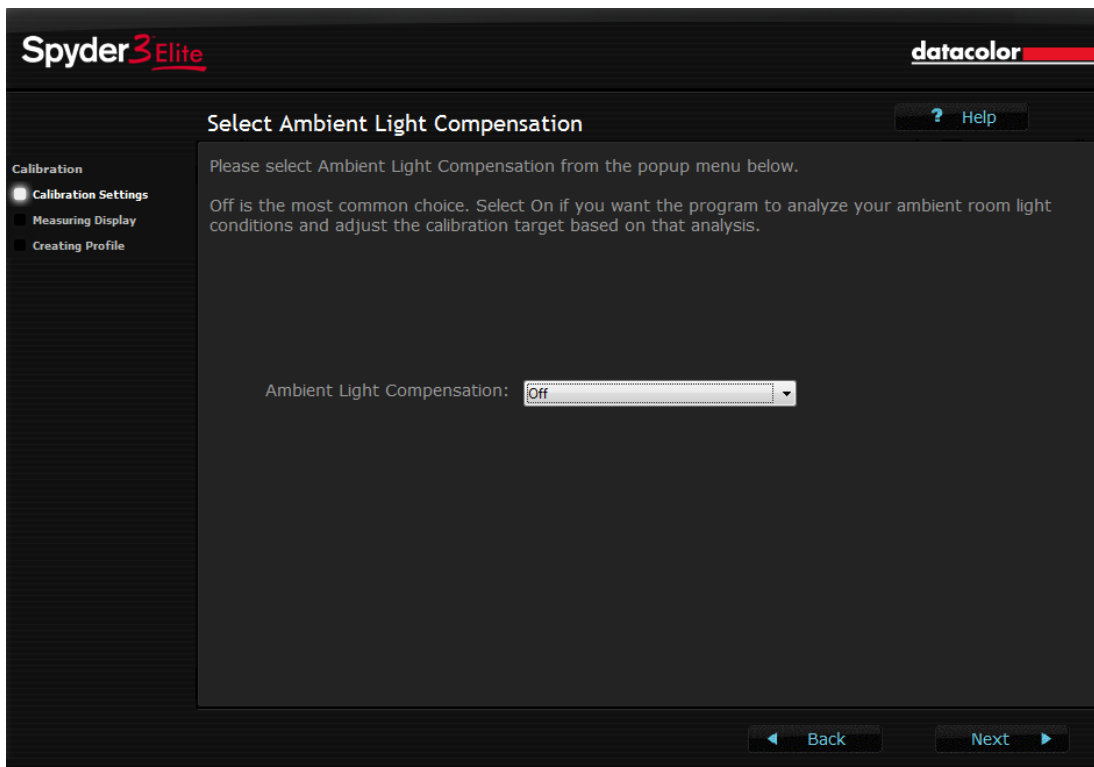 Spyder3Elite
datacolor
Select Ambient Light Compensation
? Help
Calibration
Calibration Settings
Measuring Display
Creating Profile
Please select Ambient Light Compensation from the popup menu below.
Off is the most common choice. Select On if you want the program to analyze your ambient room light
conditions and adjust the calibration target based on that analysis.
Ambient Light Compensation:
Off
Back
Next